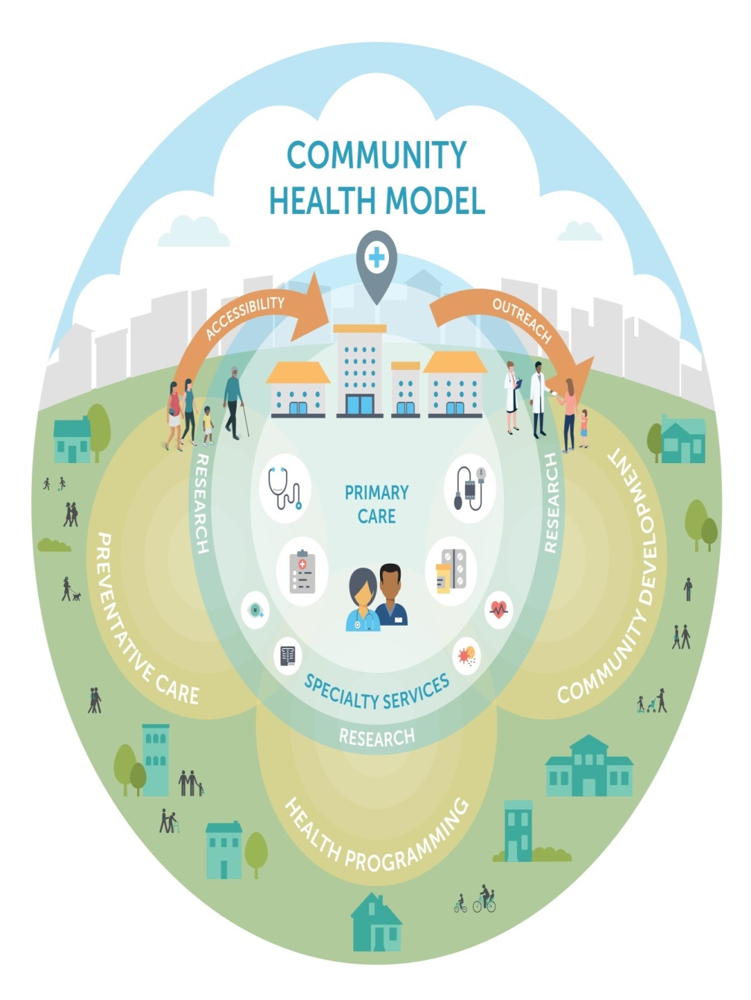 COMMUNITY
HEALTH MODEL
ACCESSIBILITY
OUTREACH
RESEARCH
RESEARCH
PRIMARY
CARE
PREVENTATIVE CARE
COMMUNITY DEVELOPMENT
SPECIALTY SERVICES
RESEARCH
HEALTH PROGRAMMING